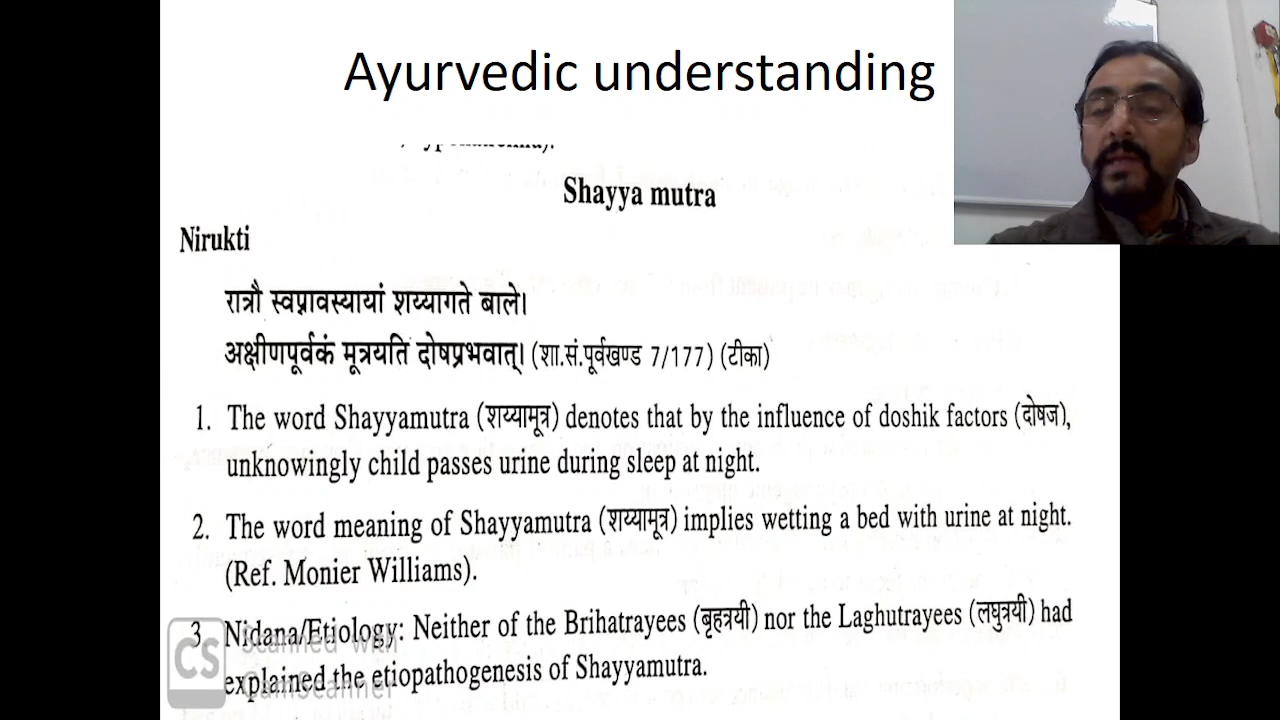 Ayurvedic understanding
Shayya mutra
Nirukti
रात्रौ स्वप्नावस्यायां शय्यागते बाले।
अक्षीणपूर्वकं मूत्रयति दोषप्रभवात्। (शा.सं.पूर्वखण्ड 7/177) (टीका)
1. The word Shayyamutra (शय्यामूत्र) denotes that by the influence of doshik factors (दोषज),
unknowingly child passes urine during sleep at night.
2. The word meaning of Shayyamutra (शय्यामूत्र) implies wetting a bed with urine at night.
(Ref. Monier Williams).
3. Nidana/Etiology: Neither of the Brihatrayees (बृहत्रयी) nor the Laghutrayees (लघुत्रयी) had
explained the etiopathogenesis of Shayyamutra.
CS
Scanned with
CamScanner